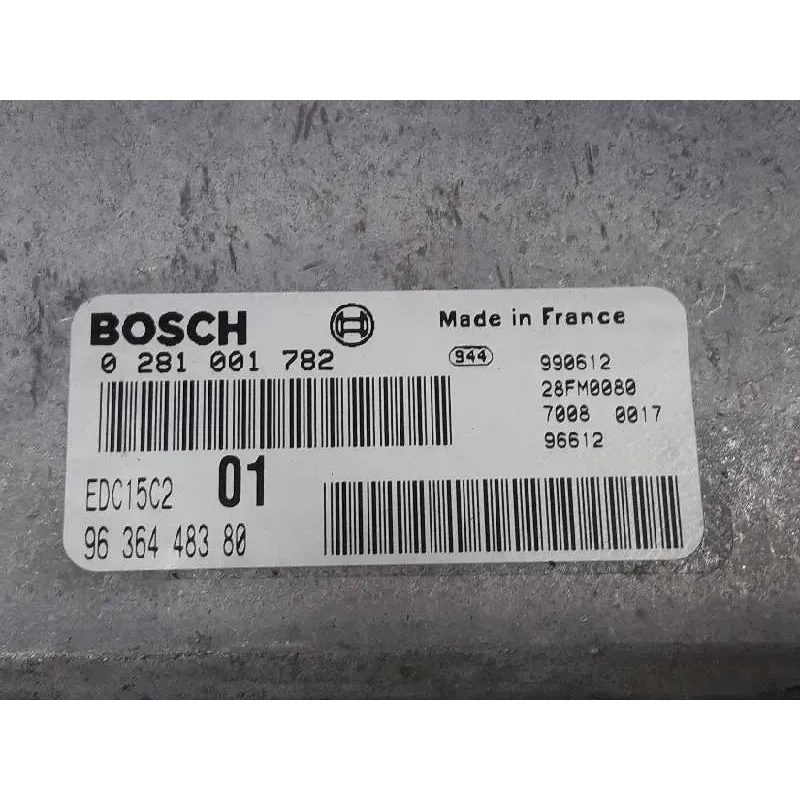 BOSCH
Made in France
0 281 001 782
944
990612
28FM0080
7008 0017
96612
EDC15C2 01
96 364 483 80